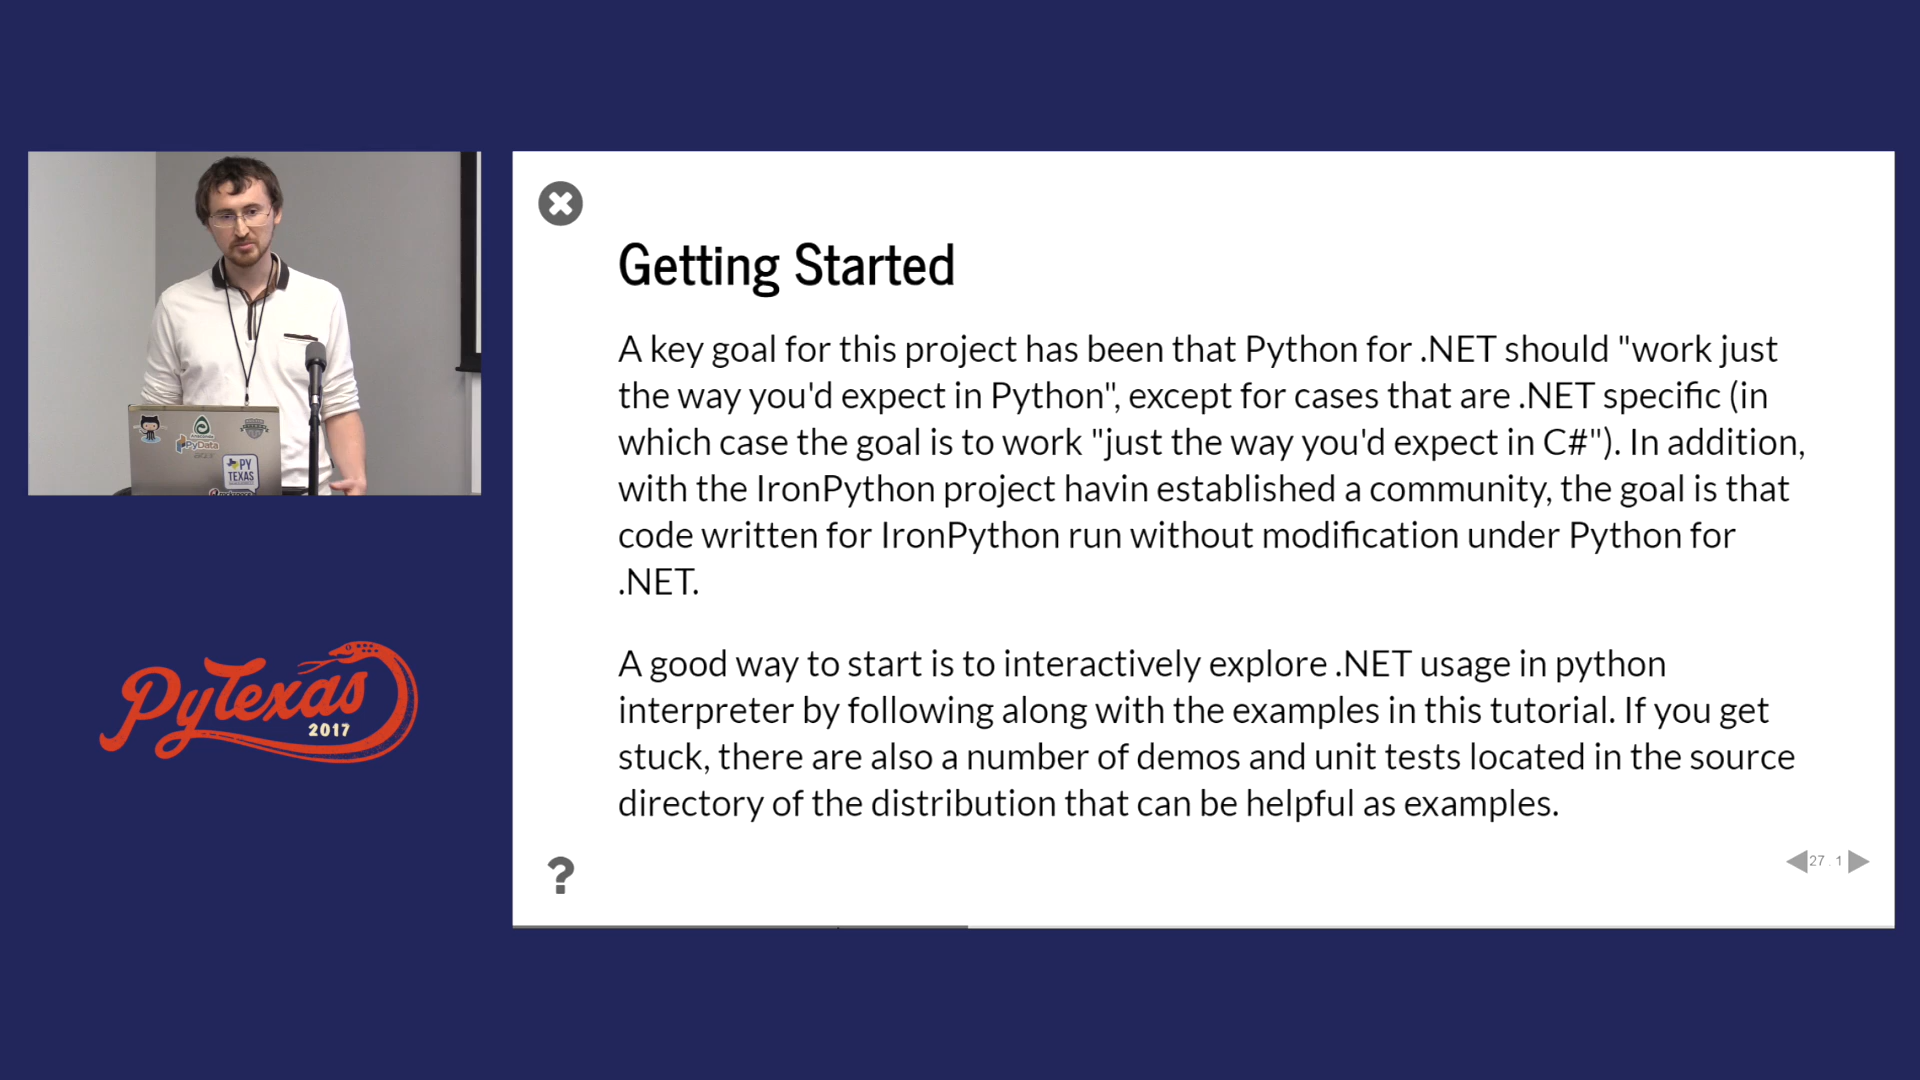 Getting Started
A key goal for this project has been that Python for .NET should "work just
the way you'd expect in Python", except for cases that are .NET specific (in
which case the goal is to work "just the way you'd expect in C#"). In addition,
with the IronPython project havin established a community, the goal is that
code written for IronPython run without modification under Python for
.NET.
A good way to start is to interactively explore .NET usage in python
interpreter by following along with the examples in this tutorial. If you get
stuck, there are also a number of demos and unit tests located in the source
directory of the distribution that can be helpful as examples.
?
27 . 1
PyData
PY
TEXAS
PyTexas
2017